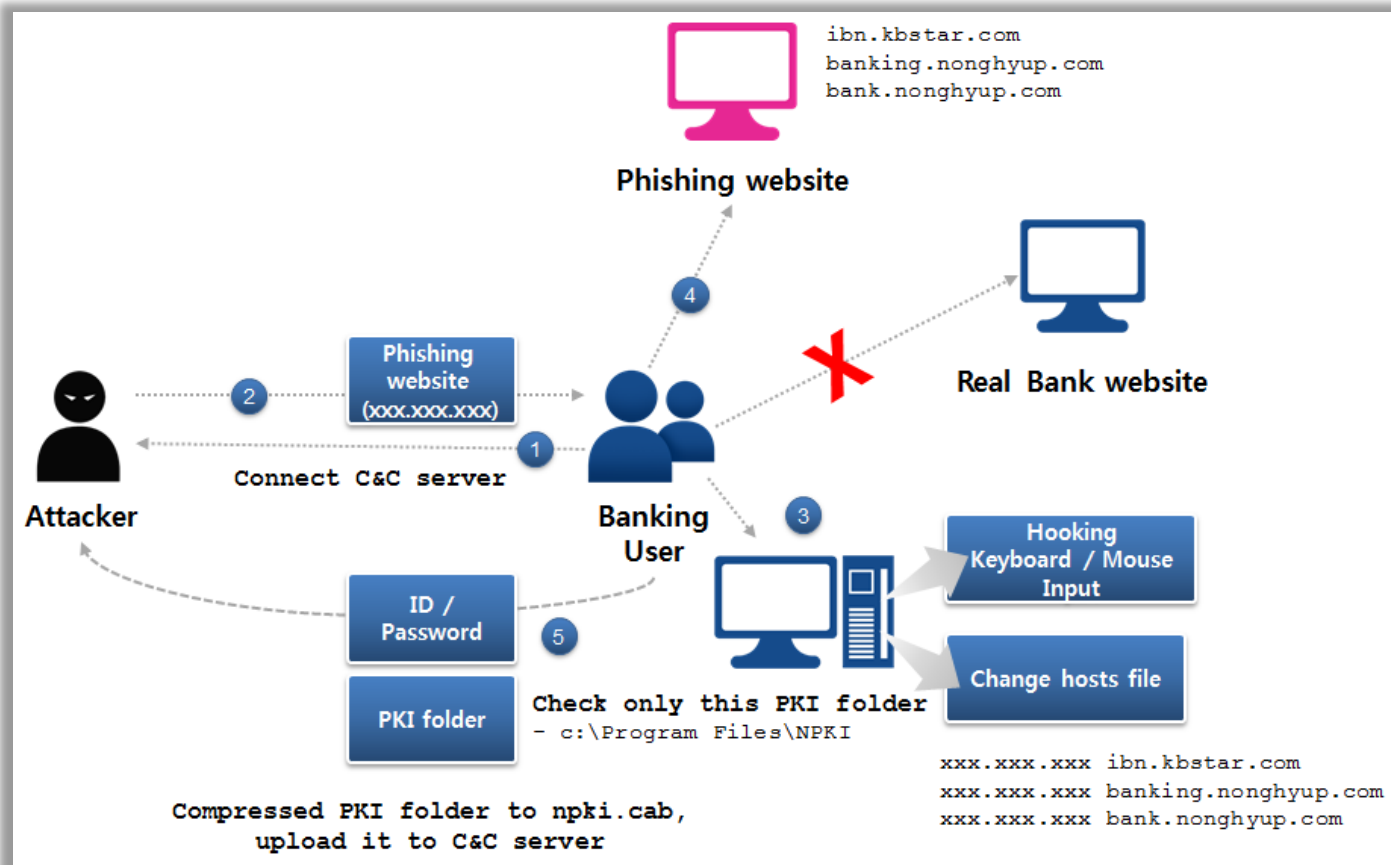 ibn.kbstar.com
banking.nonghyup.com
bank.nonghyup.com
Phishing website
4
Real Bank website
2
Phishing
website
(xxx.xxx.xxx)
1
Connect C&C server
Attacker
Banking
User
3
Hooking
Keyboard / Mouse
Input
ID /
Password
5
Change hosts file
PKI folder
Check only this PKI folder
- c:\Program Files\NPKI
xxx.xxx.xxx ibn.kbstar.com
xxx.xxx.xxx banking.nonghyup.com
xxx.xxx.xxx bank.nonghyup.com
Compressed PKI folder to npki.cab,
upload it to C&C server